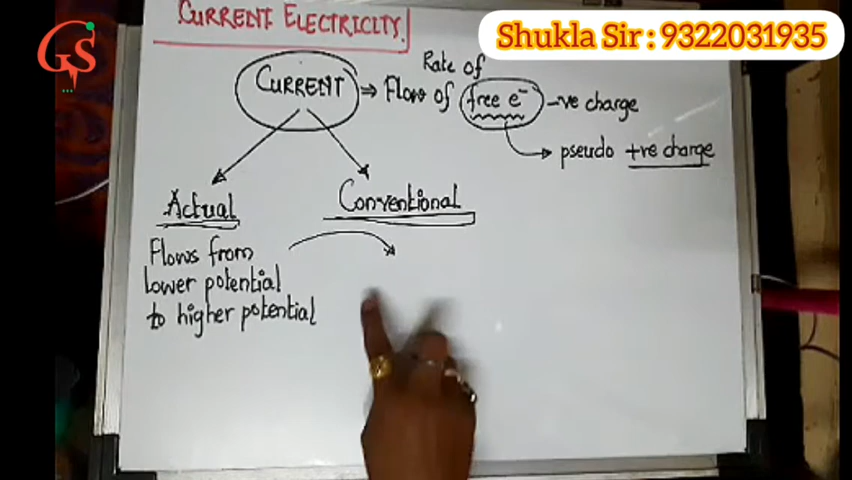 CURRENT ELECTRICITY.
Shukla Sir : 9322031935
GS
CURRENT ⇒ Flow of free e⁻ -ve charge
Rate of
pseudo +ve charge
Actual
Conventional
Flows from
lower potential
to higher potential